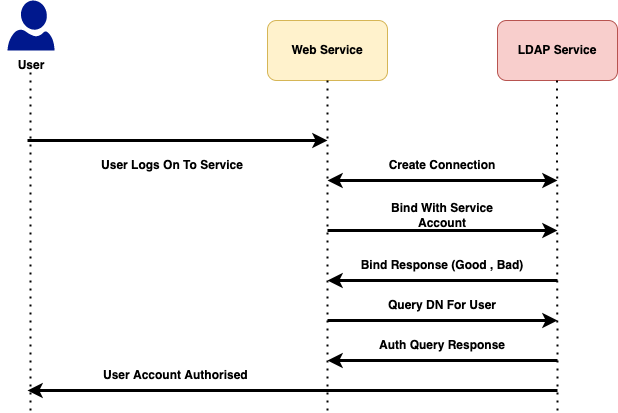 User
Web Service
LDAP Service
User Logs On To Service
Create Connection
Bind With Service
Account
Bind Response (Good , Bad)
Query DN For User
Auth Query Response
User Account Authorised